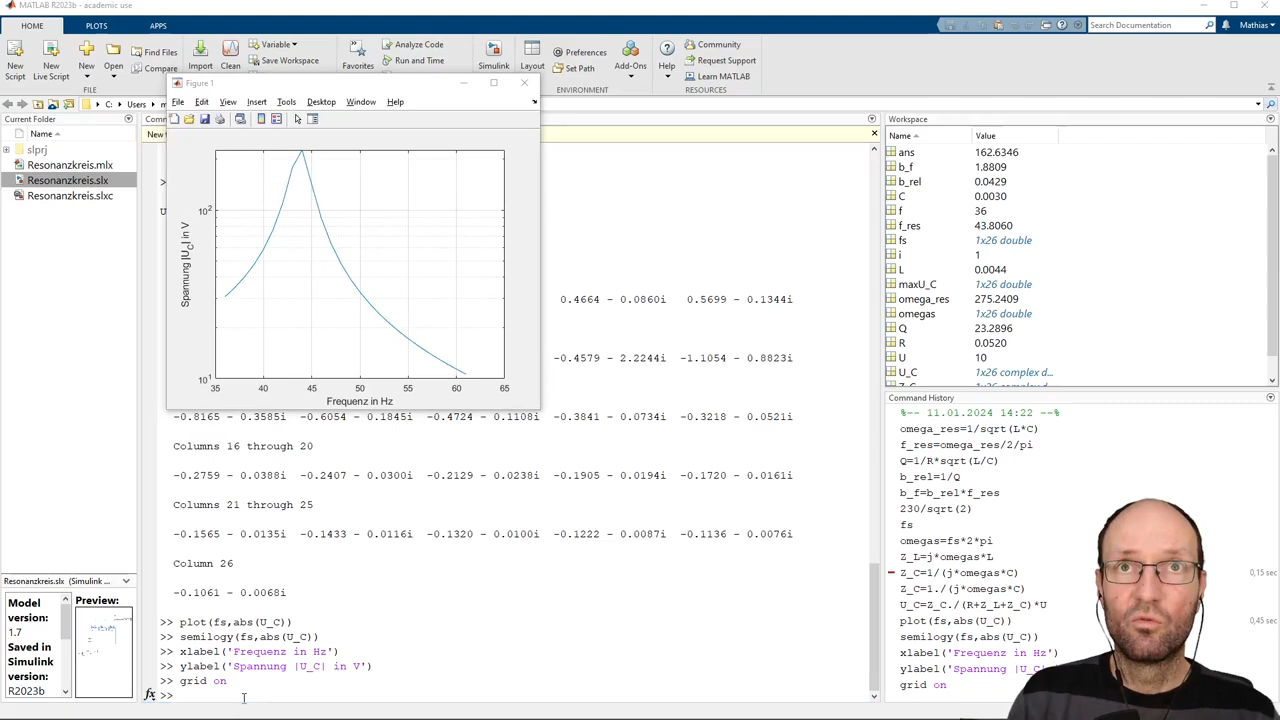 MATLAB R2023b - academic use
HOME PLOTS APPS
Search Documentation
Mathias
New Script
New Live Script
New
Open
Find Files
Compare
Import
Clean
Variable
Save Workspace
Favorites
Analyze Code
Run and Time
Simulink
Layout
Preferences
Set Path
Add-Ons
Help
Community
Request Support
Learn MATLAB
FILE
ENVIRONMENT
RESOURCES
C: Users
Current Folder
Name
slprj
Resonanzkreis.mlx
Resonanzkreis.slx
Resonanzkreis.slxc
Resonanzkreis.slx (Simulink
Model version:
1.7
Saved in Simulink version:
R2023b
Preview:
Figure 1
File Edit View Insert Tools Desktop Window Help
Spannung |U_C| in V
10^2
10^1
35 40 45 50 55 60 65
Frequenz in Hz
0.4664 - 0.0860i 0.5699 - 0.1344i
-0.4579 - 2.2244i -1.1054 - 0.8823i
-0.8165 - 0.3585i -0.6054 - 0.1845i -0.4724 - 0.1108i -0.3841 - 0.0734i -0.3218 - 0.0521i
Columns 16 through 20
-0.2759 - 0.0388i -0.2407 - 0.0300i -0.2129 - 0.0238i -0.1905 - 0.0194i -0.1720 - 0.0161i
Columns 21 through 25
-0.1565 - 0.0135i -0.1433 - 0.0116i -0.1320 - 0.0100i -0.1222 - 0.0087i -0.1136 - 0.0076i
Column 26
-0.1061 - 0.0068i
>> plot(fs,abs(U_C))
>> semilogy(fs,abs(U_C))
>> xlabel('Frequenz in Hz')
>> ylabel('Spannung |U_C| in V')
>> grid on
fx >>
Workspace
Name Value
ans 162.6346
b_f 1.8809
b_rel 0.0429
C 0.0030
f 36
f_res 43.8060
fs 1x26 double
i 1
L 0.0044
maxU_C 1x26 double
omega_res 275.2409
omegas 1x26 double
Q 23.2896
R 0.0520
U 10
U_C 1x26 complex d...
Command History
%-- 11.01.2024 14:22 --%
omega_res=1/sqrt(L*C)
f_res=omega_res/2/pi
Q=1/R*sqrt(L/C)
b_rel=1/Q
b_f=b_rel*f_res
230/sqrt(2)
fs
omegas=fs*2*pi
Z_L=j*omegas*L
Z_C=1/(j*omegas*C) 0,15 sec
Z_C=1./(j*omegas*C)
U_C=Z_C./(R+Z_L+Z_C)*U
plot(fs,abs(U_C)) 0,45 sec
semilogy(fs,abs(U_C))
xlabel('Frequenz in Hz')
ylabel('Spannung |U_C|
grid on